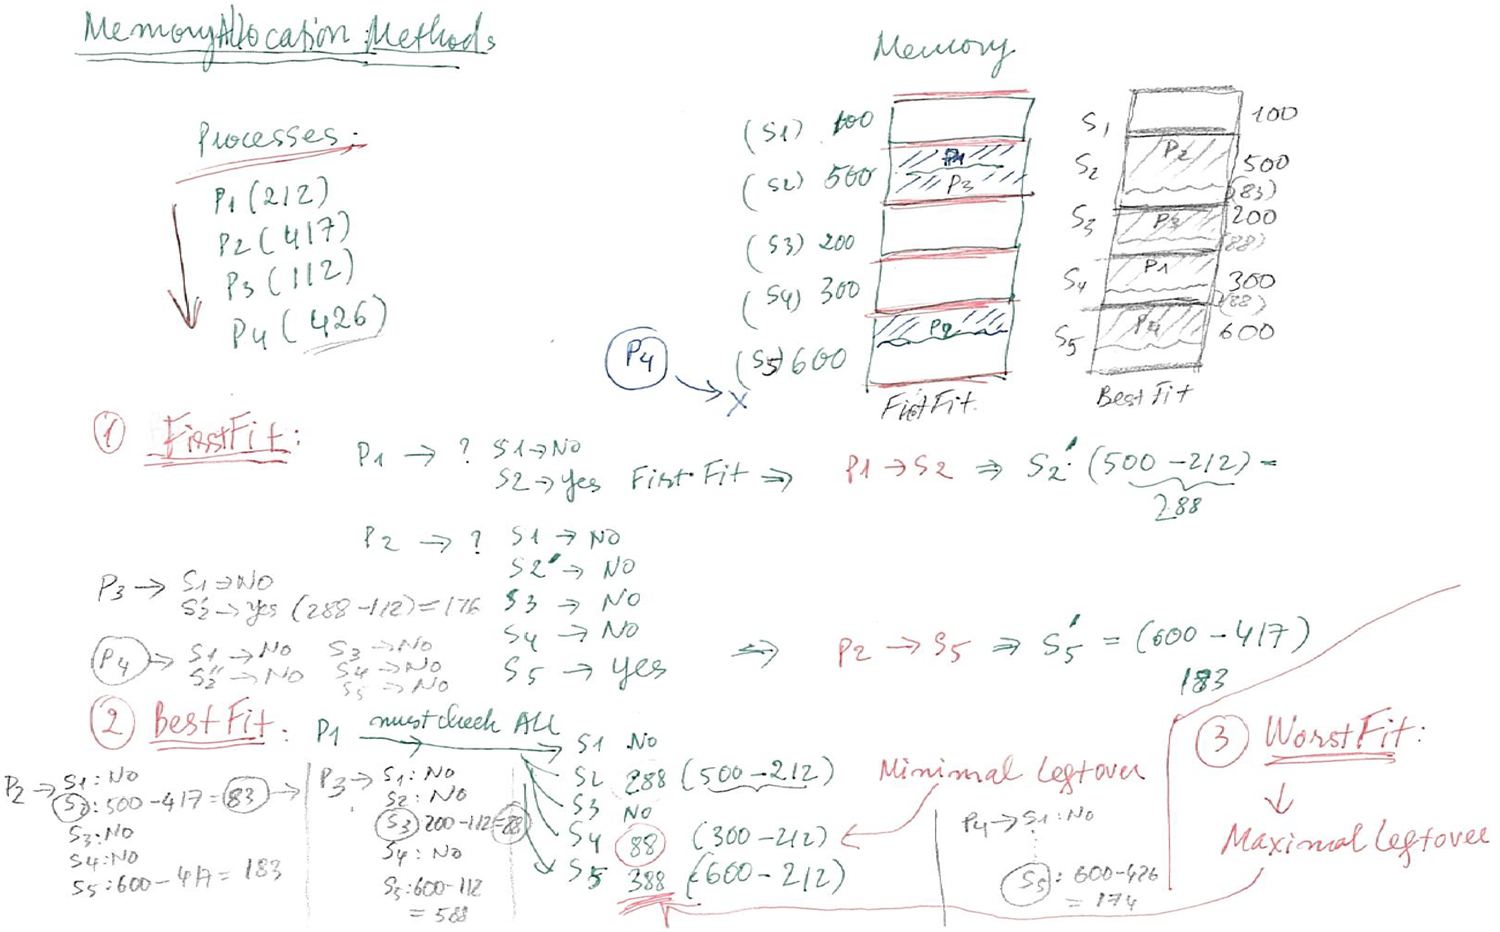 Memory Allocation Methods
Processes:
P1 (212)
P2 (417)
P3 (112)
P4 (426)
Memory
(S1) 100
(S2) 500
(S3) 200
(S4) 300
(S5) 600
P1
P3
P2
P4
X
First Fit
S1 100
S2 P2 500
(83)
S3 P3 200
(88)
S4 P1 300
(88)
S5 P4 600
Best Fit
① First Fit:
P1 → ? S1 → No
S2 → yes First Fit ⇒ P1 → S2 ⇒ S2': (500 - 212) =
288
P2 → ? S1 → No
S2' → No
S3 → No
S4 → No
S5 → yes ⇒ P2 → S5 ⇒ S5' = (600 - 417)
183
P3 → S1 → No
S2' → yes (288 - 112) = 176
P4 → S1 → No S3 → No
S2'' → No S4 → No
S5 → No
② Best Fit: P1 must check ALL
S1 No
S2 288 (500 - 212)
S3 No
S4 88 (300 - 212)
S5 388 (600 - 212)
Minimal Leftover
P2 → S1: No
S2: 500 - 417 = 83 →
S3: No
S4: No
S5: 600 - 417 = 183
P3 → S1: No
S2: No
S3 200 - 112 = 88
S4: No
S5: 600 - 112
= 588
P4 → S1: No
S5: 600 - 426
= 174
③ Worst Fit:
↓
Maximal Leftover